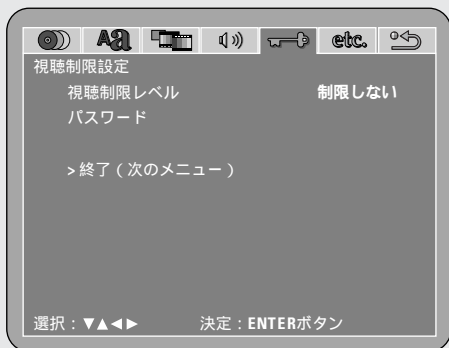 Aあ etc.
視聴制限設定
視聴制限レベル 制限しない
パスワード
>終了(次のメニュー)
選択:▼▲◀▶ 決定:ENTERボタン